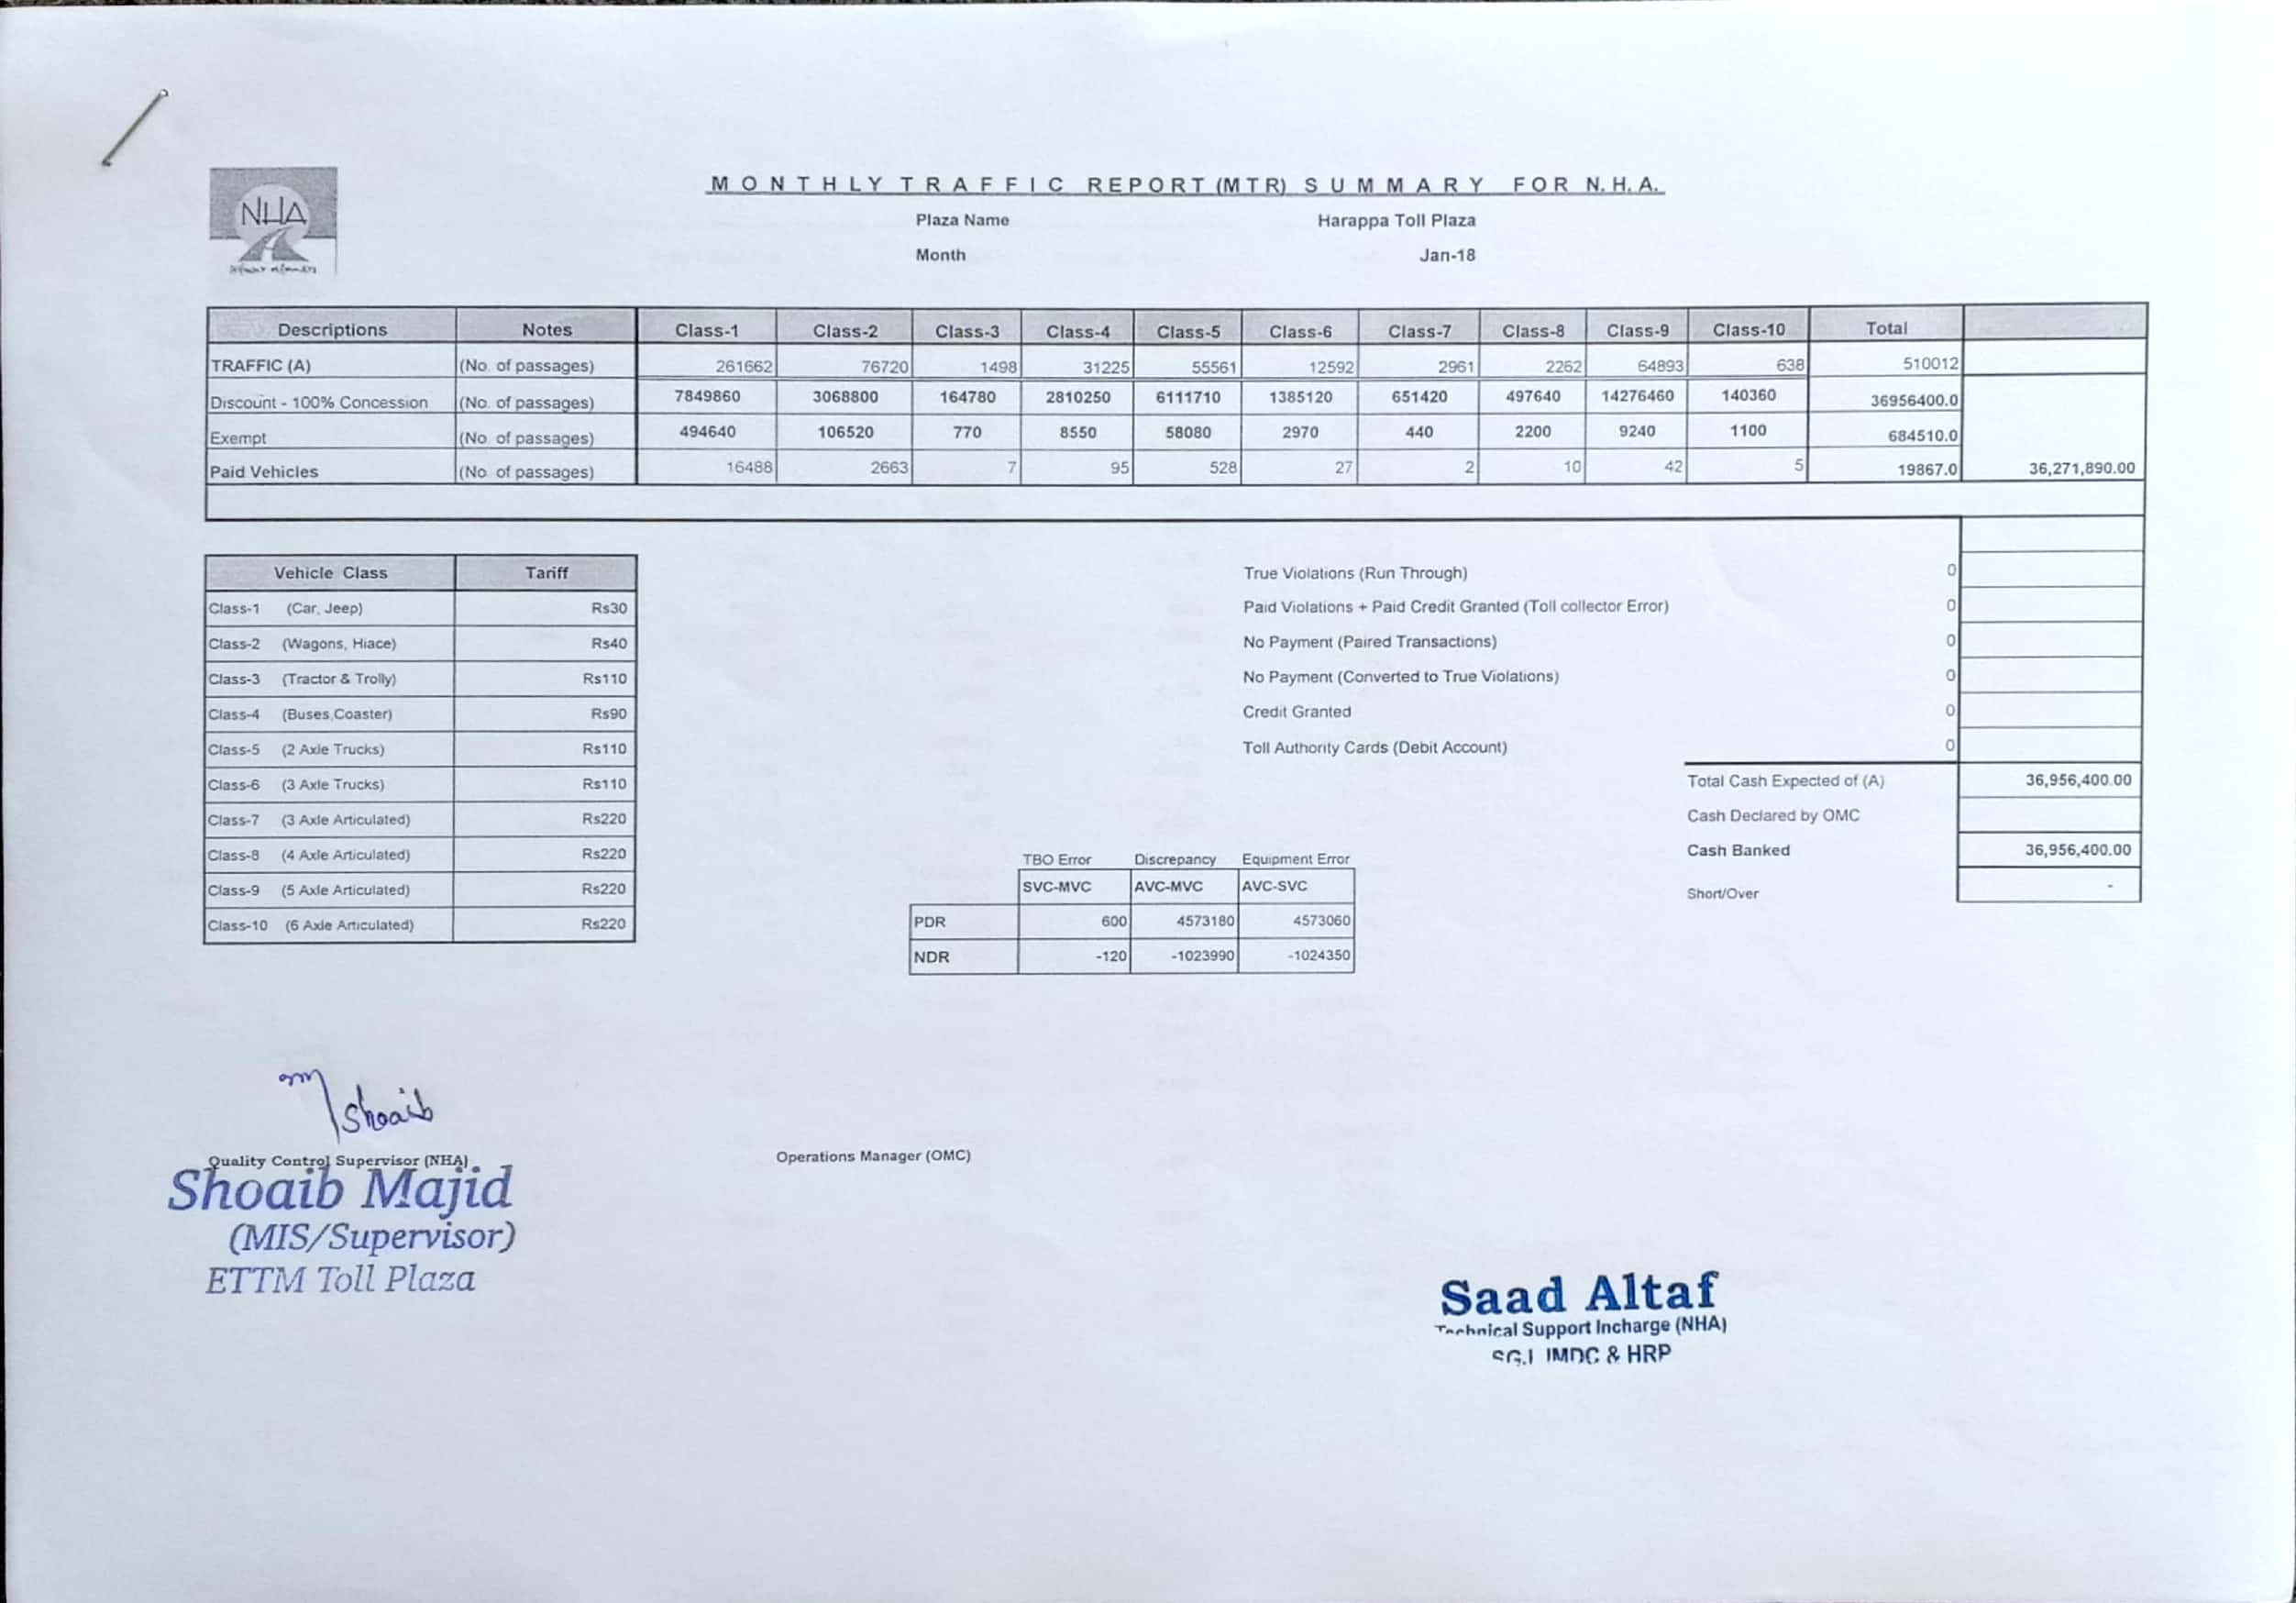 NHA
MONTHLY TRAFFIC REPORT (MTR) SUMMARY FOR N.H.A.
Plaza Name Harappa Toll Plaza
Month Jan-18
Descriptions Notes Class-1 Class-2 Class-3 Class-4 Class-5 Class-6 Class-7 Class-8 Class-9 Class-10 Total
TRAFFIC (A) (No. of passages) 261662 76720 1498 31225 55561 12592 2961 2262 64893 638 510012
Discount - 100% Concession (No. of passages) 7849860 3068800 164780 2810250 6111710 1385120 651420 497640 14276460 140360 36956400.0
Exempt (No. of passages) 494640 106520 770 8550 58080 2970 440 2200 9240 1100 684510.0
Paid Vehicles (No. of passages) 16488 2663 7 95 528 27 2 10 42 5 19867.0 36,271,890.00
Vehicle Class Tariff
Class-1 (Car, Jeep) Rs30
Class-2 (Wagons, Hiace) Rs40
Class-3 (Tractor & Trolly) Rs110
Class-4 (Buses,Coaster) Rs90
Class-5 (2 Axle Trucks) Rs110
Class-6 (3 Axle Trucks) Rs110
Class-7 (3 Axle Articulated) Rs220
Class-8 (4 Axle Articulated) Rs220
Class-9 (5 Axle Articulated) Rs220
Class-10 (6 Axle Articulated) Rs220
True Violations (Run Through) 0
Paid Violations + Paid Credit Granted (Toll collector Error) 0
No Payment (Paired Transactions) 0
No Payment (Converted to True Violations) 0
Credit Granted 0
Toll Authority Cards (Debit Account) 0
Total Cash Expected of (A) 36,956,400.00
Cash Declared by OMC
Cash Banked 36,956,400.00
Short/Over -
TBO Error Discrepancy Equipment Error
SVC-MVC AVC-MVC AVC-SVC
PDR 600 4573180 4573060
NDR -120 -1023990 -1024350
Shoaib
Quality Control Supervisor (NHA)
Shoaib Majid
(MIS/Supervisor)
ETTM Toll Plaza
Operations Manager (OMC)
Saad Altaf
Technical Support Incharge (NHA)
& HRP